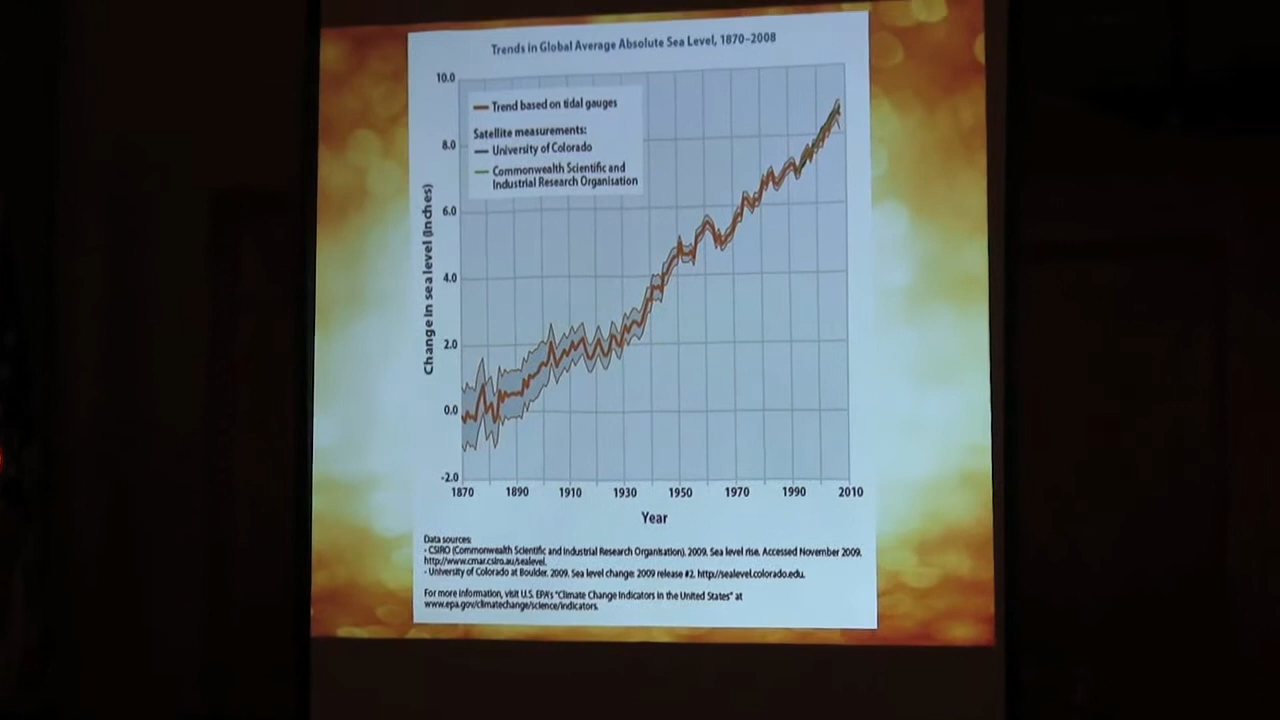 Trends in Global Average Absolute Sea Level, 1870–2008
10.0
Trend based on tidal gauges
Satellite measurements:
8.0
University of Colorado
Commonwealth Scientific and
Industrial Research Organisation
6.0
Change in sea level (inches)
4.0
2.0
0.0
-2.0
1870 1890 1910 1930 1950 1970 1990 2010
Year
Data sources:
- CSIRO (Commonwealth Scientific and Industrial Research Organisation). 2009. Sea level rise. Accessed November 2009.
http://www.cmar.csiro.au/sealevel.
- University of Colorado at Boulder. 2009. Sea level change: 2009 release #2. http://sealevel.colorado.edu.
For more information, visit U.S. EPA's "Climate Change Indicators in the United States" at
www.epa.gov/climatechange/science/indicators.